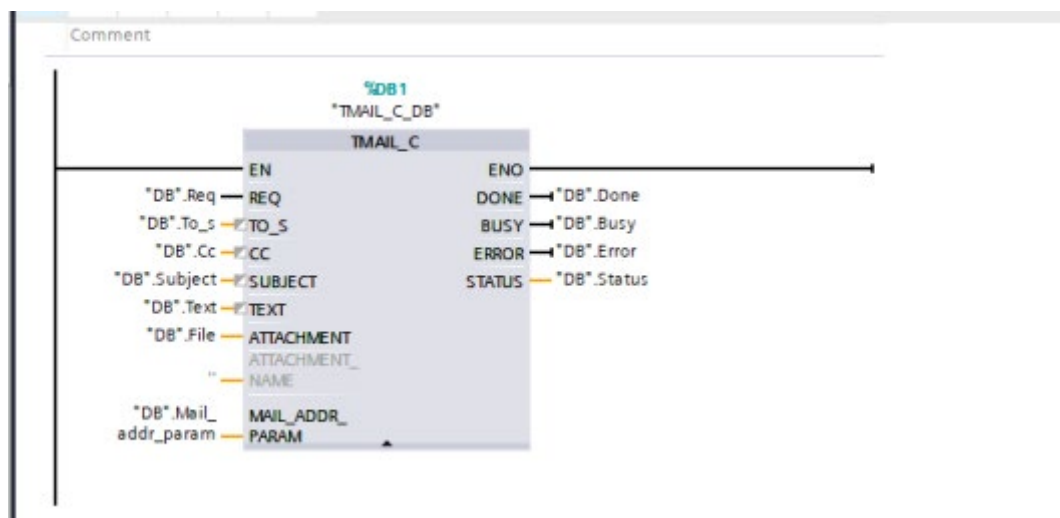 Comment
%DB1
"TMAIL_C_DB"
TMAIL_C
EN ENO
"DB".Req REQ DONE "DB".Done
"DB".To_s TO_S BUSY "DB".Busy
"DB".Cc CC ERROR "DB".Error
"DB".Subject SUBJECT STATUS "DB".Status
"DB".Text TEXT
"DB".File ATTACHMENT
ATTACHMENT_
'' NAME
"DB".Mail_ MAIL_ADDR_
addr_param PARAM